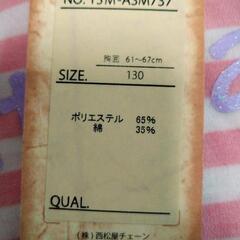 NO. 15M-ASM737
胸囲 61~67cm
SIZE. 130
ポリエステル 65%
綿 35%
QUAL.
(株)西松屋チェーン